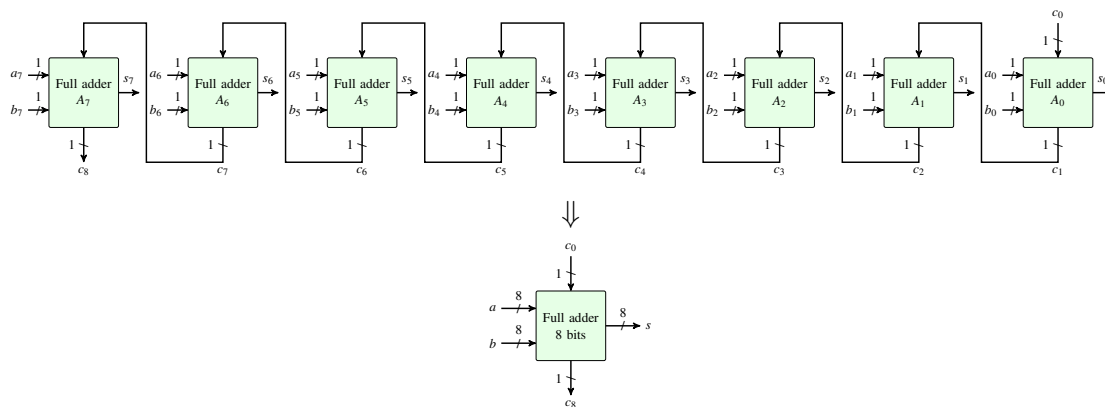 c₀
1
a₇ 1 Full adder s₇ a₆ 1 Full adder s₆ a₅ 1 Full adder s₅ a₄ 1 Full adder s₄ a₃ 1 Full adder s₃ a₂ 1 Full adder s₂ a₁ 1 Full adder s₁ a₀ 1 Full adder s₀
b₇ 1 A₇ b₆ 1 A₆ b₅ 1 A₅ b₄ 1 A₄ b₃ 1 A₃ b₂ 1 A₂ b₁ 1 A₁ b₀ 1 A₀
1 1 1 1 1 1 1 1
c₈ c₇ c₆ c₅ c₄ c₃ c₂ c₁
⇓
c₀
1
a 8 Full adder 8 s
b 8 8 bits
1
c₈